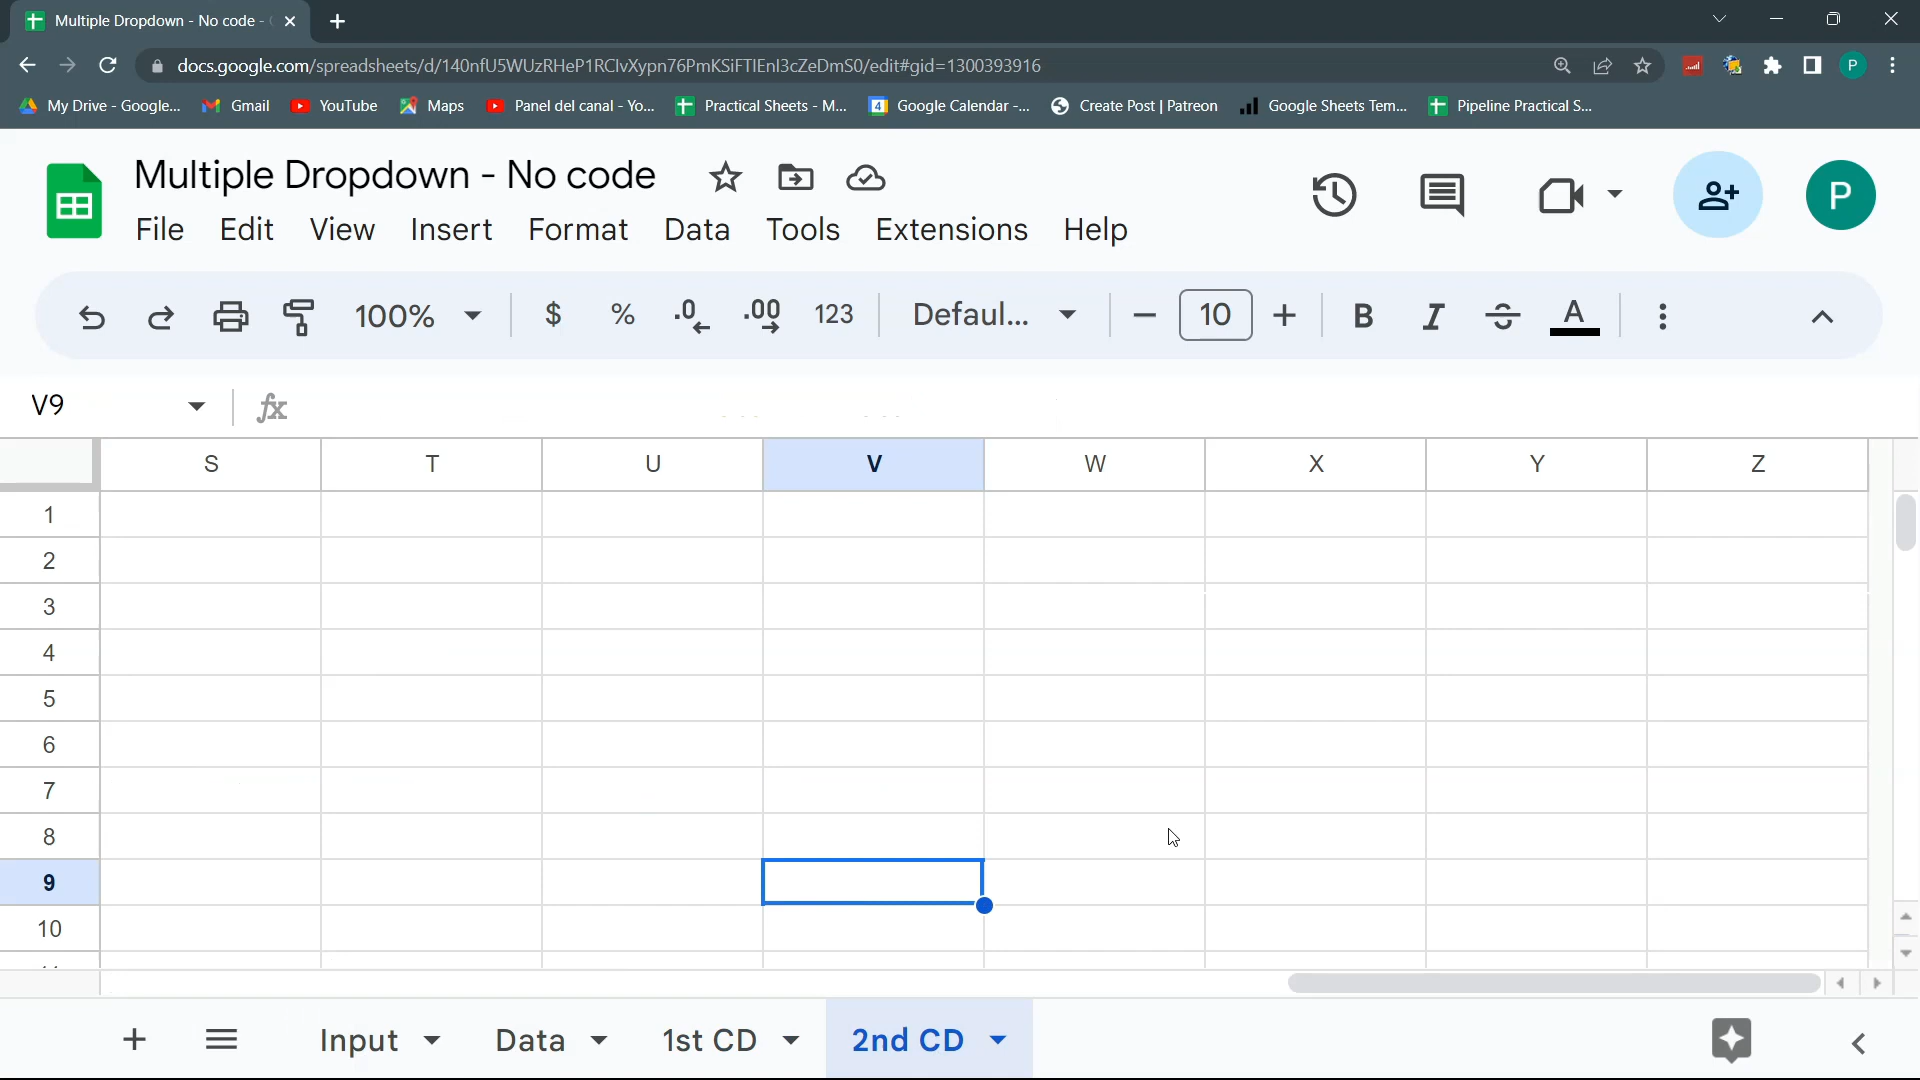 Multiple Dropdown - No code -
docs.google.com/spreadsheets/d/140nfU5WUzRHeP1RClvXypn76PmKSiFTIEnI3cZeDmS0/edit#gid=1300393916
My Drive - Google... Gmail YouTube Maps Panel del canal - Yo... Practical Sheets - M... 4 Google Calendar -... Create Post | Patreon Google Sheets Tem... Pipeline Practical S...
Multiple Dropdown - No code
File Edit View Insert Format Data Tools Extensions Help
P
100% $ % .0 .00 123 Defaul... 10 B I S A
V9 fx
S T U V W X Y Z
1
2
3
4
5
6
7
8
9
10
Input Data 1st CD 2nd CD